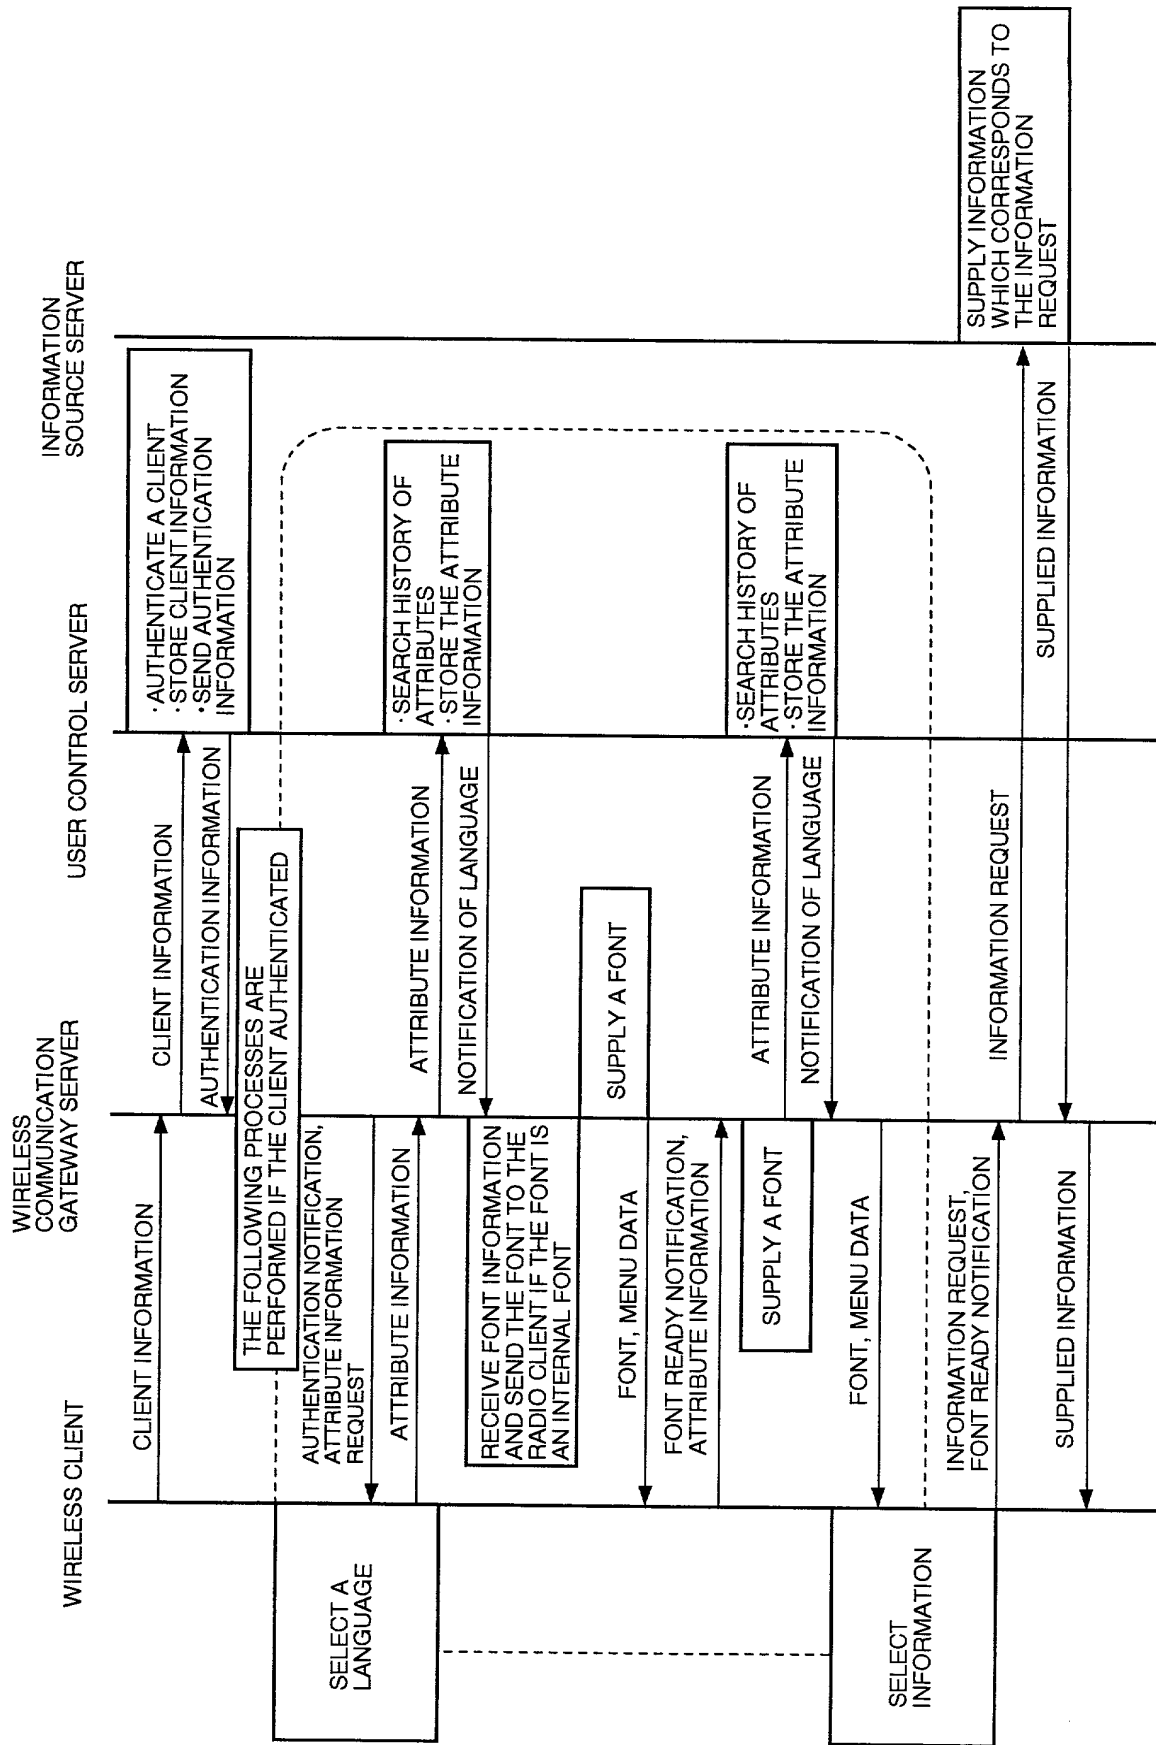 WIRELESS CLIENT
WIRELESS
COMMUNICATION
GATEWAY SERVER
USER CONTROL SERVER
INFORMATION
SOURCE SERVER
CLIENT INFORMATION
CLIENT INFORMATION
· AUTHENTICATE A CLIENT
· STORE CLIENT INFORMATION
· SEND AUTHENTICATION
INFORMATION
AUTHENTICATION INFORMATION
THE FOLLOWING PROCESSES ARE
PERFORMED IF THE CLIENT AUTHENTICATED
SELECT A
LANGUAGE
AUTHENTICATION NOTIFICATION,
ATTRIBUTE INFORMATION
REQUEST
ATTRIBUTE INFORMATION
ATTRIBUTE INFORMATION
·SEARCH HISTORY OF
ATTRIBUTES
·STORE THE ATTRIBUTE
INFORMATION
NOTIFICATION OF LANGUAGE
RECEIVE FONT INFORMATION
AND SEND THE FONT TO THE
RADIO CLIENT IF THE FONT IS
AN INTERNAL FONT
SUPPLY A FONT
FONT, MENU DATA
FONT READY NOTIFICATION,
ATTRIBUTE INFORMATION
ATTRIBUTE INFORMATION
·SEARCH HISTORY OF
ATTRIBUTES
·STORE THE ATTRIBUTE
INFORMATION
NOTIFICATION OF LANGUAGE
SUPPLY A FONT
FONT, MENU DATA
SELECT
INFORMATION
INFORMATION REQUEST,
FONT READY NOTIFICATION
INFORMATION REQUEST
SUPPLY INFORMATION
WHICH CORRESPONDS TO
THE INFORMATION
REQUEST
SUPPLIED INFORMATION
SUPPLIED INFORMATION